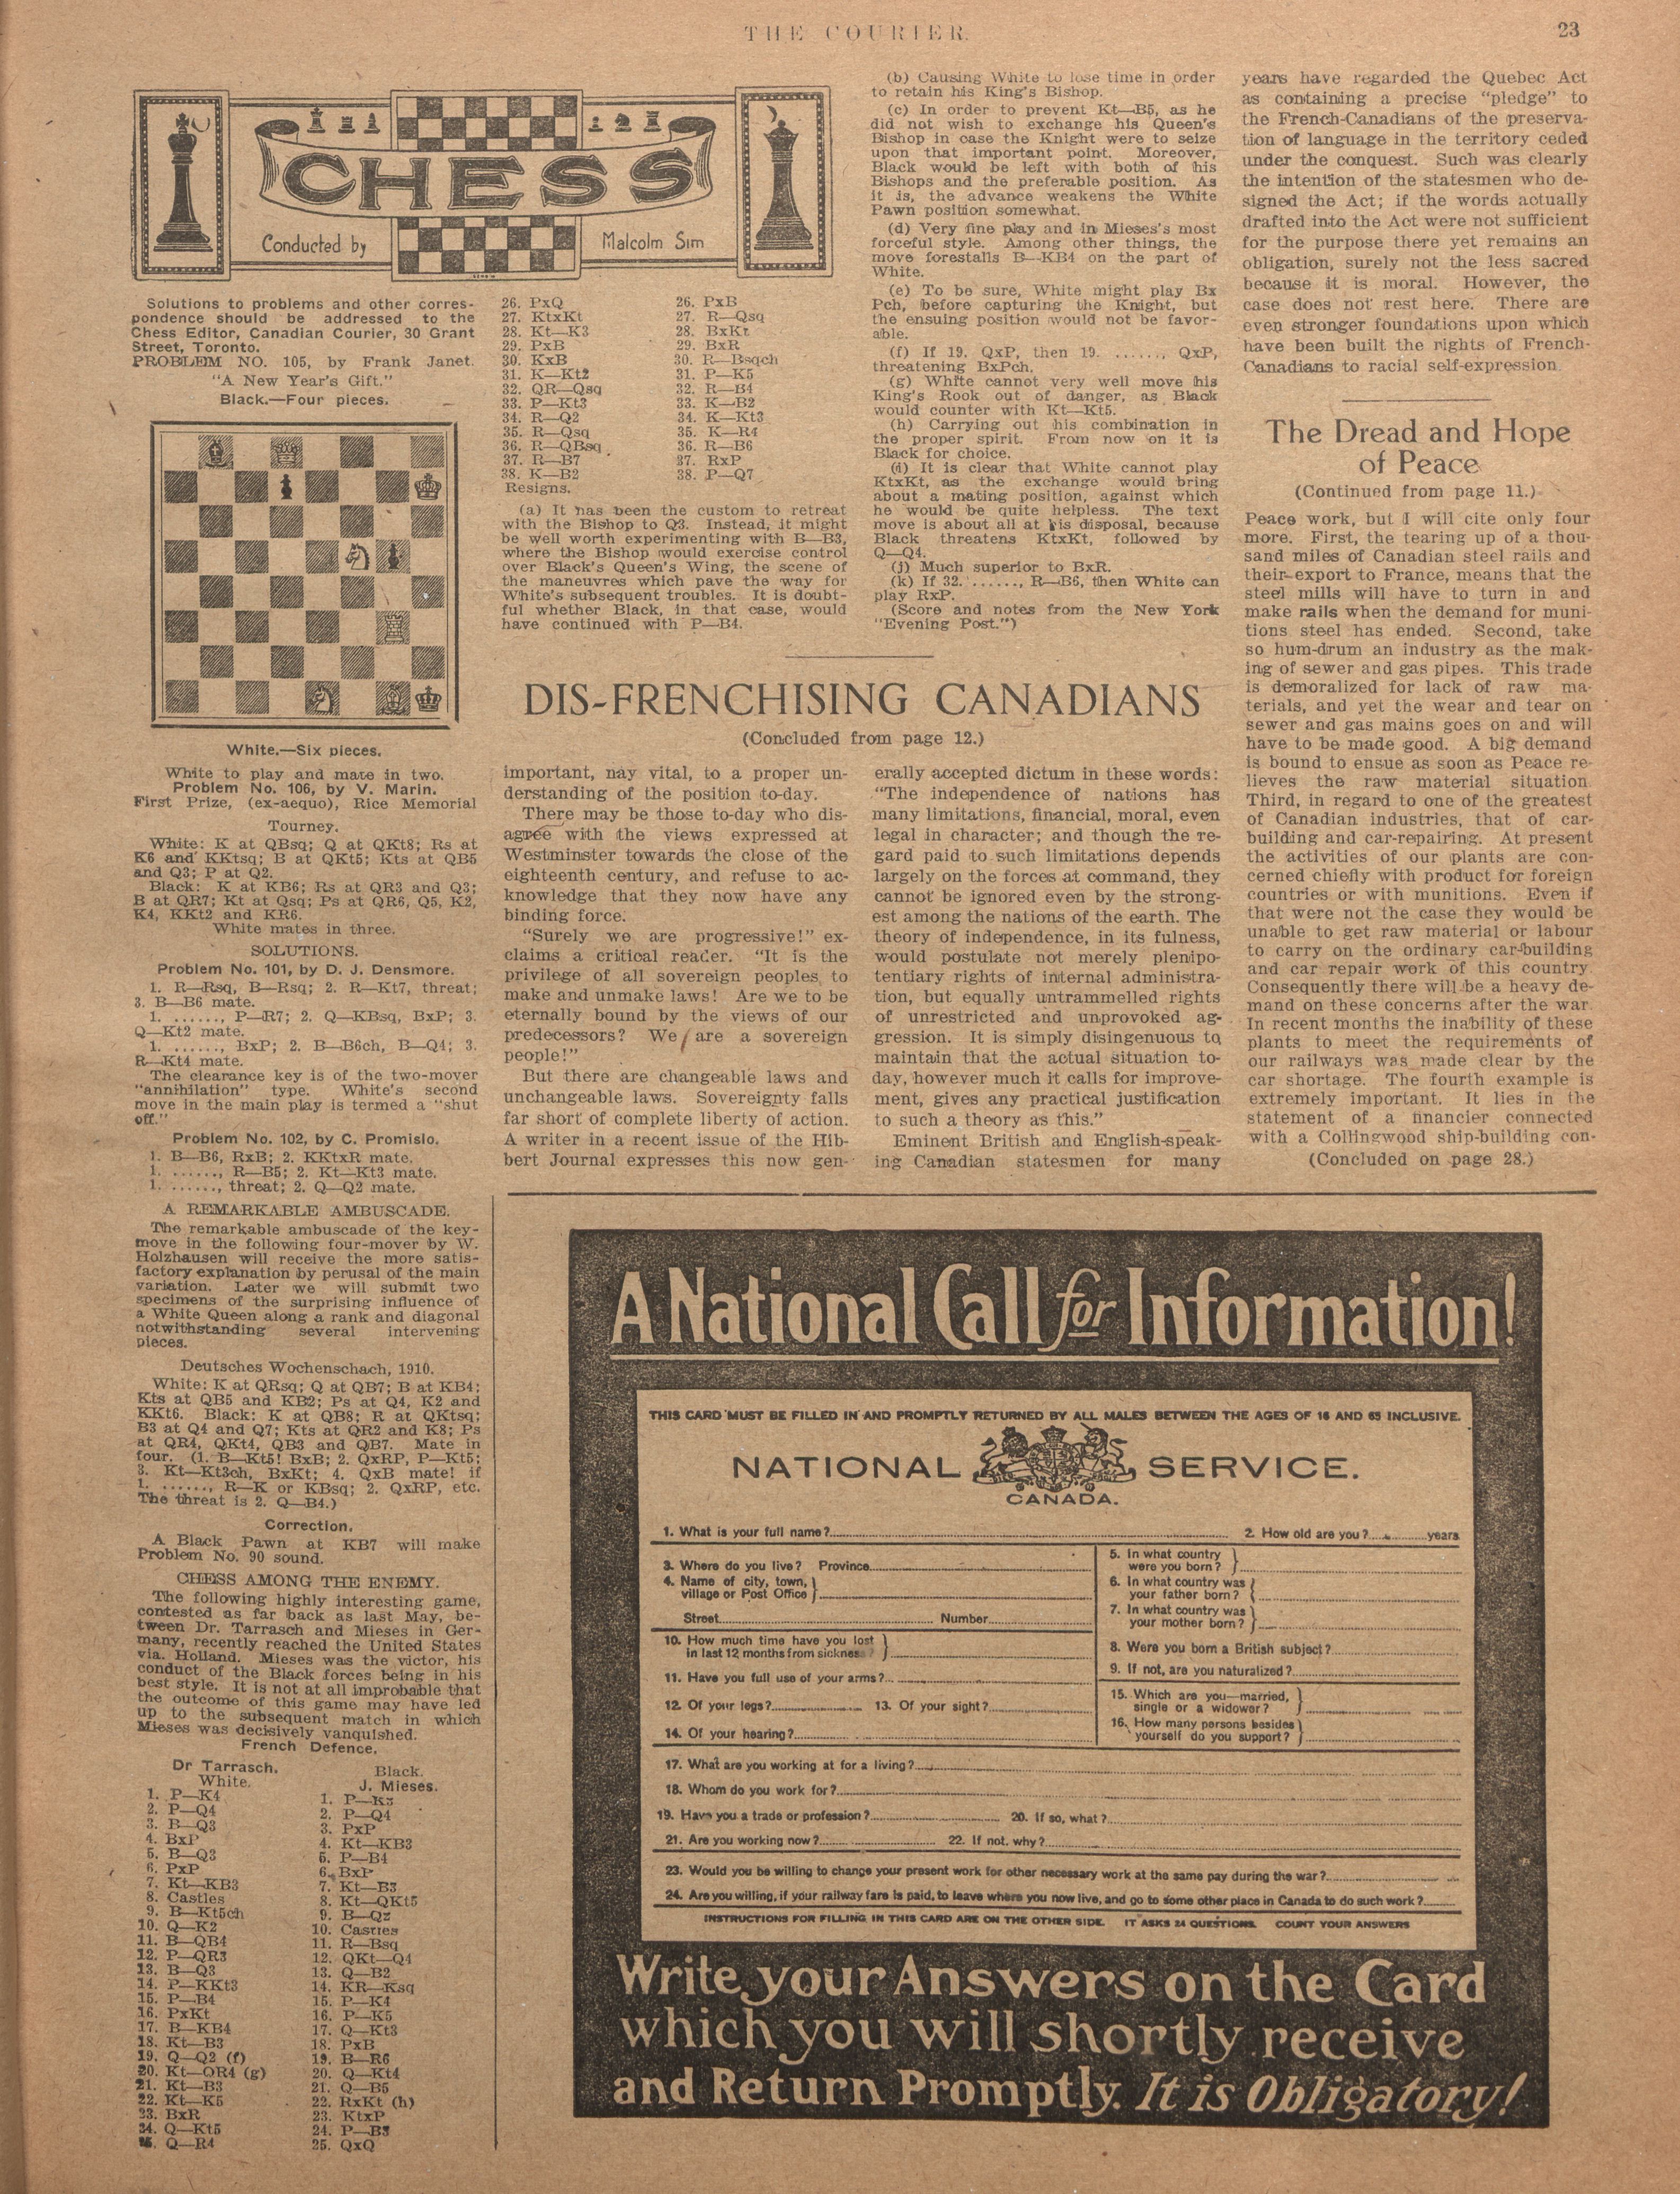 THE COURIER.
23
CHESS
Conducted by
Malcolm Sim
Solutions to problems and other corres-
pondence should be addressed to the
Chess Editor, Canadian Courier, 30 Grant
Street, Toronto.
PROBLEM NO. 105, by Frank Janet.
"A New Year's Gift."
Black.—Four pieces.
White.—Six pieces.
White to play and mate in two.
Problem No. 106, by V. Marin.
First Prize, (ex-aequo), Rice Memorial
Tourney.
White: K at QBsq; Q at QKt8; Rs at
K6 and KKtsq; B at QKt5; Kts at QB5
and Q3; P at Q2.
Black: K at KB6; Rs at QR3 and Q3;
B at QR7; Kt at Qsq; Ps at QR6, Q5, K2,
K4, KKt2 and KR6.
White mates in three.
SOLUTIONS.
Problem No. 101, by D. J. Densmore.
1. R—Rsq, B—Rsq; 2. R—Kt7, threat;
3. B—B6 mate.
1. ......, P—R7; 2. Q—KBsq, BxP; 3.
Q—Kt2 mate.
1. ......, BxP; 2. B—B6ch, B—Q4; 3.
R—Kt4 mate.
The clearance key is of the two-mover
"annihilation" type. White's second
move in the main play is termed a "shut
off."
Problem No. 102, by C. Promislo.
1. B—B6, RxB; 2. KKtxR mate.
1. ......, R—B5; 2. Kt—Kt3 mate.
1. ......, threat; 2. Q—Q2 mate.
A REMARKABLE AMBUSCADE.
The remarkable ambuscade of the key-
move in the following four-mover by W.
Holzhausen will receive the more satis-
factory explanation by perusal of the main
variation. Later we will submit two
specimens of the surprising influence of
a White Queen along a rank and diagonal
notwithstanding several intervening
pieces.
Deutsches Wochenschach, 1910.
White: K at QRsq; Q at QB7; B at KB4;
Kts at QB5 and KB2; Ps at Q4, K2 and
KKt6. Black: K at QB8; R at QKtsq;
B3 at Q4 and Q7; Kts at QR2 and K8; Ps
at QR4, QKt4, QB3 and QB7. Mate in
four. (1. B—Kt5! BxB; 2. QxRP, P—Kt5;
3. Kt—Kt3ch, BxKt; 4. QxB mate! if
1. ......, R—K or KBsq; 2. QxRP, etc.
The threat is 2. Q—B4.)
Correction.
A Black Pawn at KB7 will make
Problem No. 90 sound.
CHESS AMONG THE ENEMY.
The following highly interesting game,
contested as far back as last May, be-
tween Dr. Tarrasch and Mieses in Ger-
many, recently reached the United States
via. Holland. Mieses was the victor, his
conduct of the Black forces being in his
best style. It is not at all improbable that
the outcome of this game may have led
up to the subsequent match in which
Mieses was decisively vanquished.
French Defence.
Dr Tarrasch. Black.
White. J. Mieses.
1. P—K4 1. P—K3
2. P—Q4 2. P—Q4
3. B—Q3 3. PxP
4. BxP 4. Kt—KB3
5. B—Q3 5. P—B4
6. PxP 6. BxP
7. Kt—KB3 7. Kt—B3
8. Castles 8. Kt—QKt5
9. B—Kt5ch 9. B—Q2
10. Q—K2 10. Castles
11. B—QB4 11. R—Bsq
12. P—QR3 12. QKt—Q4
13. B—Q3 13. Q—B2
14. P—KKt3 14. KR—Ksq
15. P—B4 15. P—K4
16. PxKt 16. P—K5
17. B—KB4 17. Q—Kt3
18. Kt—B3 18. PxB
19. Q—Q2 (f) 19. B—R6
20. Kt—QR4 (g) 20. Q—Kt4
21. Kt—B3 21. Q—B5
22. Kt—K5 22. RxKt (h)
23. BxR 23. KtxP
24. Q—Kt5 24. P—B3
25. Q—R4 25. QxQ
26. PxQ 26. PxB
27. KtxKt 27. R—Qsq
28. Kt—K3 28. BxKt
29. PxB 29. BxR
30. KxB 30. R—Bsqch
31. K—Kt2 31. P—K5
32. QR—Qsq 32. R—B4
33. P—Kt3 33. K—B2
34. R—Q2 34. K—Kt3
35. R—Qsq 35. K—R4
36. R—QBsq 36. R—B6
37. R—B7 37. RxP
38. K—B2 38. P—Q7
Resigns.
(a) It has been the custom to retreat
with the Bishop to Q3. Instead, it might
be well worth experimenting with B—B3,
where the Bishop would exercise control
over Black's Queen's Wing, the scene of
the maneuvres which pave the way for
White's subsequent troubles. It is doubt-
ful whether Black, in that case, would
have continued with P—B4.
(b) Causing White to lose time in order
to retain his King's Bishop.
(c) In order to prevent Kt—B5, as he
did not wish to exchange his Queen's
Bishop in case the Knight were to seize
upon that important point. Moreover,
Black would be left with both of his
Bishops and the preferable position. As
it is, the advance weakens the White
Pawn position somewhat.
(d) Very fine play and in Mieses's most
forceful style. Among other things, the
move forestalls B—KB4 on the part of
White.
(e) To be sure, White might play Bx
Pch, before capturing the Knight, but
the ensuing position would not be favor-
able.
(f) If 19. QxP, then 19. ......, QxP,
threatening BxPch.
(g) White cannot very well move his
King's Rook out of danger, as Black
would counter with Kt—Kt5.
(h) Carrying out his combination in
the proper spirit. From now on it is
Black for choice.
(i) It is clear that White cannot play
KtxKt, as the exchange would bring
about a mating position, against which
he would be quite helpless. The text
move is about all at his disposal, because
Black threatens KtxKt, followed by
Q—Q4.
(j) Much superior to BxR.
(k) If 32. ......, R—B6, then White can
play RxP.
(Score and notes from the New York
"Evening Post.")
DIS-FRENCHISING CANADIANS
(Concluded from page 12.)
important, nay vital, to a proper un-
derstanding of the position to-day.
There may be those to-day who dis-
agree with the views expressed at
Westminster towards the close of the
eighteenth century, and refuse to ac-
knowledge that they now have any
binding force.
"Surely we are progressive!" ex-
claims a critical reader. "It is the
privilege of all sovereign peoples to
make and unmake laws! Are we to be
eternally bound by the views of our
predecessors? We are a sovereign
people!"
But there are changeable laws and
unchangeable laws. Sovereignty falls
far short of complete liberty of action.
A writer in a recent issue of the Hib-
bert Journal expresses this now gen-
erally accepted dictum in these words:
"The independence of nations has
many limitations, financial, moral, even
legal in character; and though the re-
gard paid to such limitations depends
largely on the forces at command, they
cannot be ignored even by the strong-
est among the nations of the earth. The
theory of independence, in its fulness,
would postulate not merely plenipo-
tentiary rights of internal administra-
tion, but equally untrammelled rights
of unrestricted and unprovoked ag-
gression. It is simply disingenuous to
maintain that the actual situation to-
day, however much it calls for improve-
ment, gives any practical justification
to such a theory as this."
Eminent British and English-speak-
ing Canadian statesmen for many
years have regarded the Quebec Act
as containing a precise "pledge" to
the French-Canadians of the preserva-
tion of language in the territory ceded
under the conquest. Such was clearly
the intention of the statesmen who de-
signed the Act; if the words actually
drafted into the Act were not sufficient
for the purpose there yet remains an
obligation, surely not the less sacred
because it is moral. However, the
case does not rest here. There are
even stronger foundations upon which
have been built the rights of French-
Canadians to racial self-expression
The Dread and Hope
of Peace
(Continued from page 11.)
Peace work, but I will cite only four
more. First, the tearing up of a thou-
sand miles of Canadian steel rails and
their export to France, means that the
steel mills will have to turn in and
make rails when the demand for muni-
tions steel has ended. Second, take
so hum-drum an industry as the mak-
ing of sewer and gas pipes. This trade
is demoralized for lack of raw ma-
terials, and yet the wear and tear on
sewer and gas mains goes on and will
have to be made good. A big demand
is bound to ensue as soon as Peace re-
lieves the raw material situation
Third, in regard to one of the greatest
of Canadian industries, that of car-
building and car-repairing. At present
the activities of our plants are con-
cerned chiefly with product for foreign
countries or with munitions. Even if
that were not the case they would be
unable to get raw material or labour
to carry on the ordinary car-building
and car repair work of this country
Consequently there will be a heavy de-
mand on these concerns after the war.
In recent months the inability of these
plants to meet the requirements of
our railways was made clear by the
car shortage. The fourth example is
extremely important. It lies in the
statement of a financier connected
with a Collingwood ship-building con-
(Concluded on page 28.)
A National Call for Information!
THIS CARD MUST BE FILLED IN AND PROMPTLY RETURNED BY ALL MALES BETWEEN THE AGES OF 16 AND 65 INCLUSIVE.
NATIONAL SERVICE.
CANADA.
1. What is your full name? 2. How old are you? years
3. Where do you live? Province
4. Name of city, town,
village or Post Office
Street Number
5. In what country
were you born?
6. In what country was
your father born?
7. In what country was
your mother born?
8. Were you born a British subject?
9. If not, are you naturalized?
10. How much time have you lost
in last 12 months from sickness?
11. Have you full use of your arms?
12. Of your legs? 13. Of your sight?
14. Of your hearing?
15. Which are you—married,
single or a widower?
16. How many persons besides
yourself do you support?
17. What are you working at for a living?
18. Whom do you work for?
19. Have you a trade or profession? 20. If so, what?
21. Are you working now? 22. If not, why?
23. Would you be willing to change your present work for other necessary work at the same pay during the war?
24. Are you willing, if your railway fare is paid, to leave where you now live, and go to some other place in Canada to do such work?
INSTRUCTIONS FOR FILLING IN THIS CARD ARE ON THE OTHER SIDE. IT ASKS 24 QUESTIONS. COUNT YOUR ANSWERS
Write your Answers on the Card
which you will shortly receive
and Return Promptly. It is Obligatory!